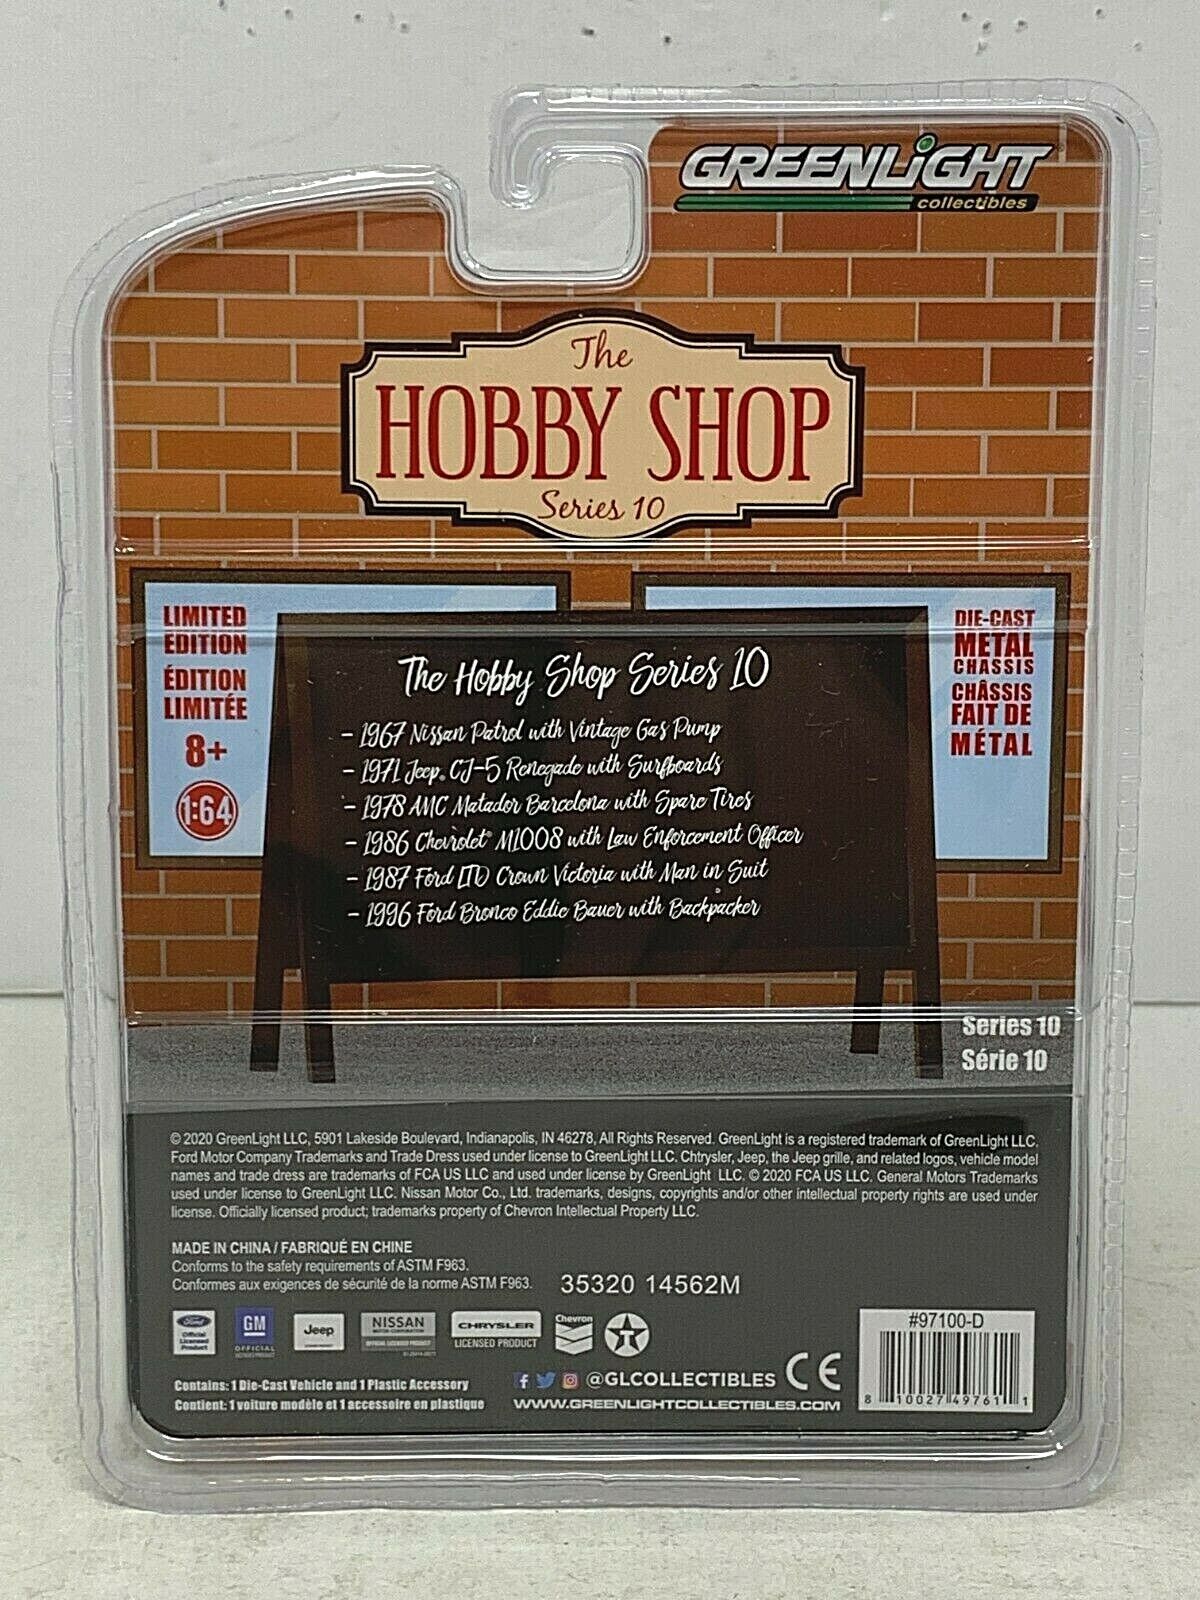 GREENLiGHT
collectibles
The
HOBBY SHOP
Series 10
LIMITED
EDITION
ÉDITION
LIMITÉE
8+
1:64
DIE-CAST
METAL
CHASSIS
CHÂSSIS
FAIT DE
MÉTAL
The Hobby Shop Series 10
- 1967 Nissan Patrol with Vintage Gas Pump
- 1971 Jeep® CJ-5 Renegade with Surfboards
- 1978 AMC Matador Barcelona with Spare Tires
- 1986 Chevrolet® M1008 with Law Enforcement Officer
- 1987 Ford LTD Crown Victoria with Man in Suit
- 1996 Ford Bronco Eddie Bauer with Backpacker
Series 10
Série 10
© 2020 GreenLight LLC, 5901 Lakeside Boulevard, Indianapolis, IN 46278, All Rights Reserved. GreenLight is a registered trademark of GreenLight LLC.
Ford Motor Company Trademarks and Trade Dress used under license to GreenLight LLC. Chtrysler, Jeep, the Jeep grille, and related logos, vehicle model
names and trade dress are trademarks of FCA US LLC and used under license by GreenLight LLC. © 2020 FCA US LLC. General Motors Trademarks
used under license to GreenLight LLC. Nissan Motor Co., Ltd. trademarks, designs, copyrights and/or other intellectual property rights are used under
license. Officially licensed product; trademarks property of Chevron Intellectual Property LLC.
MADE IN CHINA / FABRIQUÉ EN CHINE
Conforms to the safety requirements of ASTM F963.
Conformes aux exigences de sécurité de la norme ASTM F963.
35320 14562M
Ford
Official
Licensed
Product
GM
OFFICIAL
Jeep
NISSAN
MOTOR CORPORATION
OFFICIAL LICENSED PRODUCT
CHRYSLER
LICENSED PRODUCT
Chevron
T
#97100-D
8 10027 49761 1
Contains: 1 Die-Cast Vehicle and 1 Plastic Accessory
Contient: 1 voiture modèle et 1 accessoire en plastique
@GLCOLLECTIBLES
WWW.GREENLIGHTCOLLECTIBLES.COM
CE